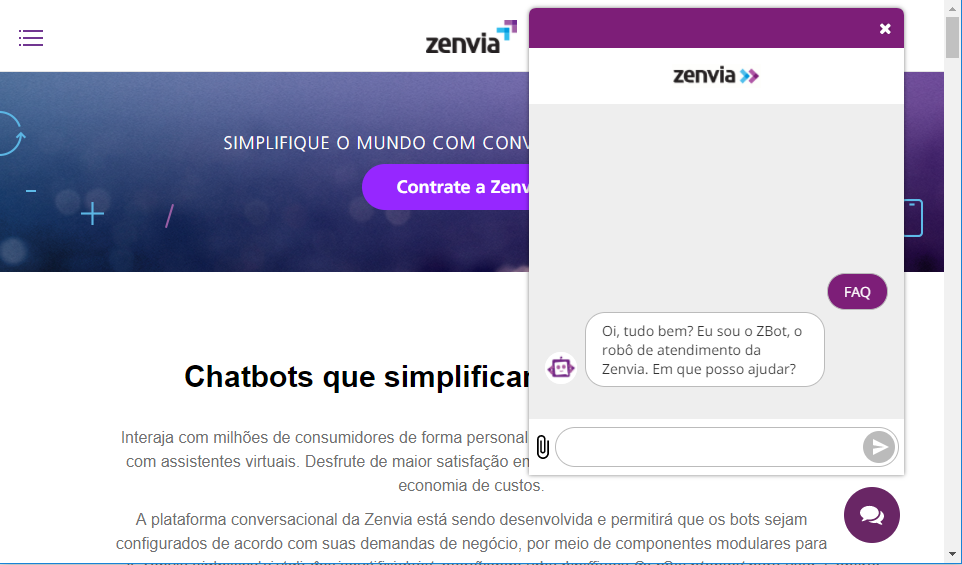 zenvia
SIMPLIFIQUE O MUNDO COM CONV
Contrate a Zenv
Chatbots que simplificar
Interaja com milhões de consumidores de forma personal
com assistentes virtuais. Desfrute de maior satisfação em
economia de custos.
A plataforma conversacional da Zenvia está sendo desenvolvida e permitirá que os bots sejam
configurados de acordo com suas demandas de negócio, por meio de componentes modulares para
zenvia
FAQ
Oi, tudo bem? Eu sou o ZBot, o
robô de atendimento da
Zenvia. Em que posso ajudar?